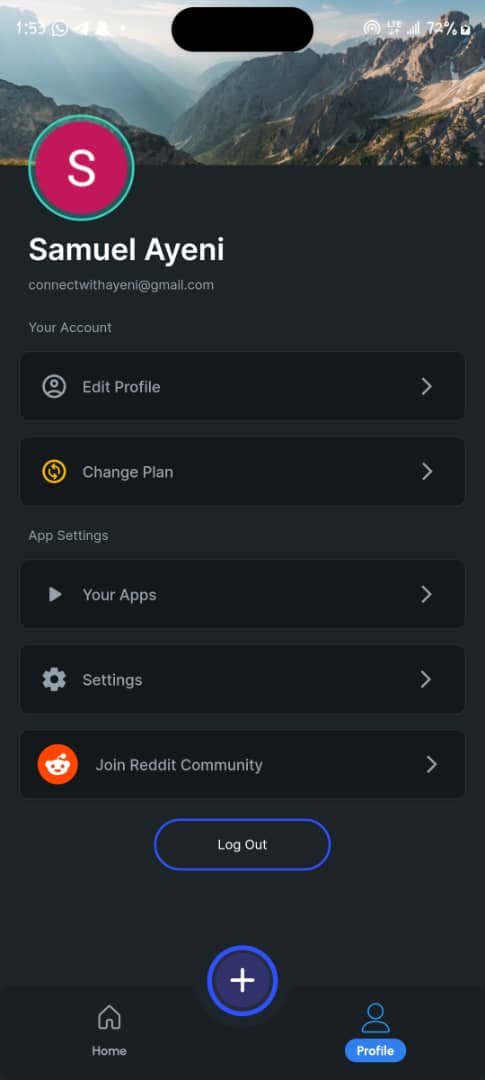 1:53
LTE
72%
S
Samuel Ayeni
connectwithayeni@gmail.com
Your Account
Edit Profile
Change Plan
App Settings
Your Apps
Settings
Join Reddit Community
Log Out
Home
Profile